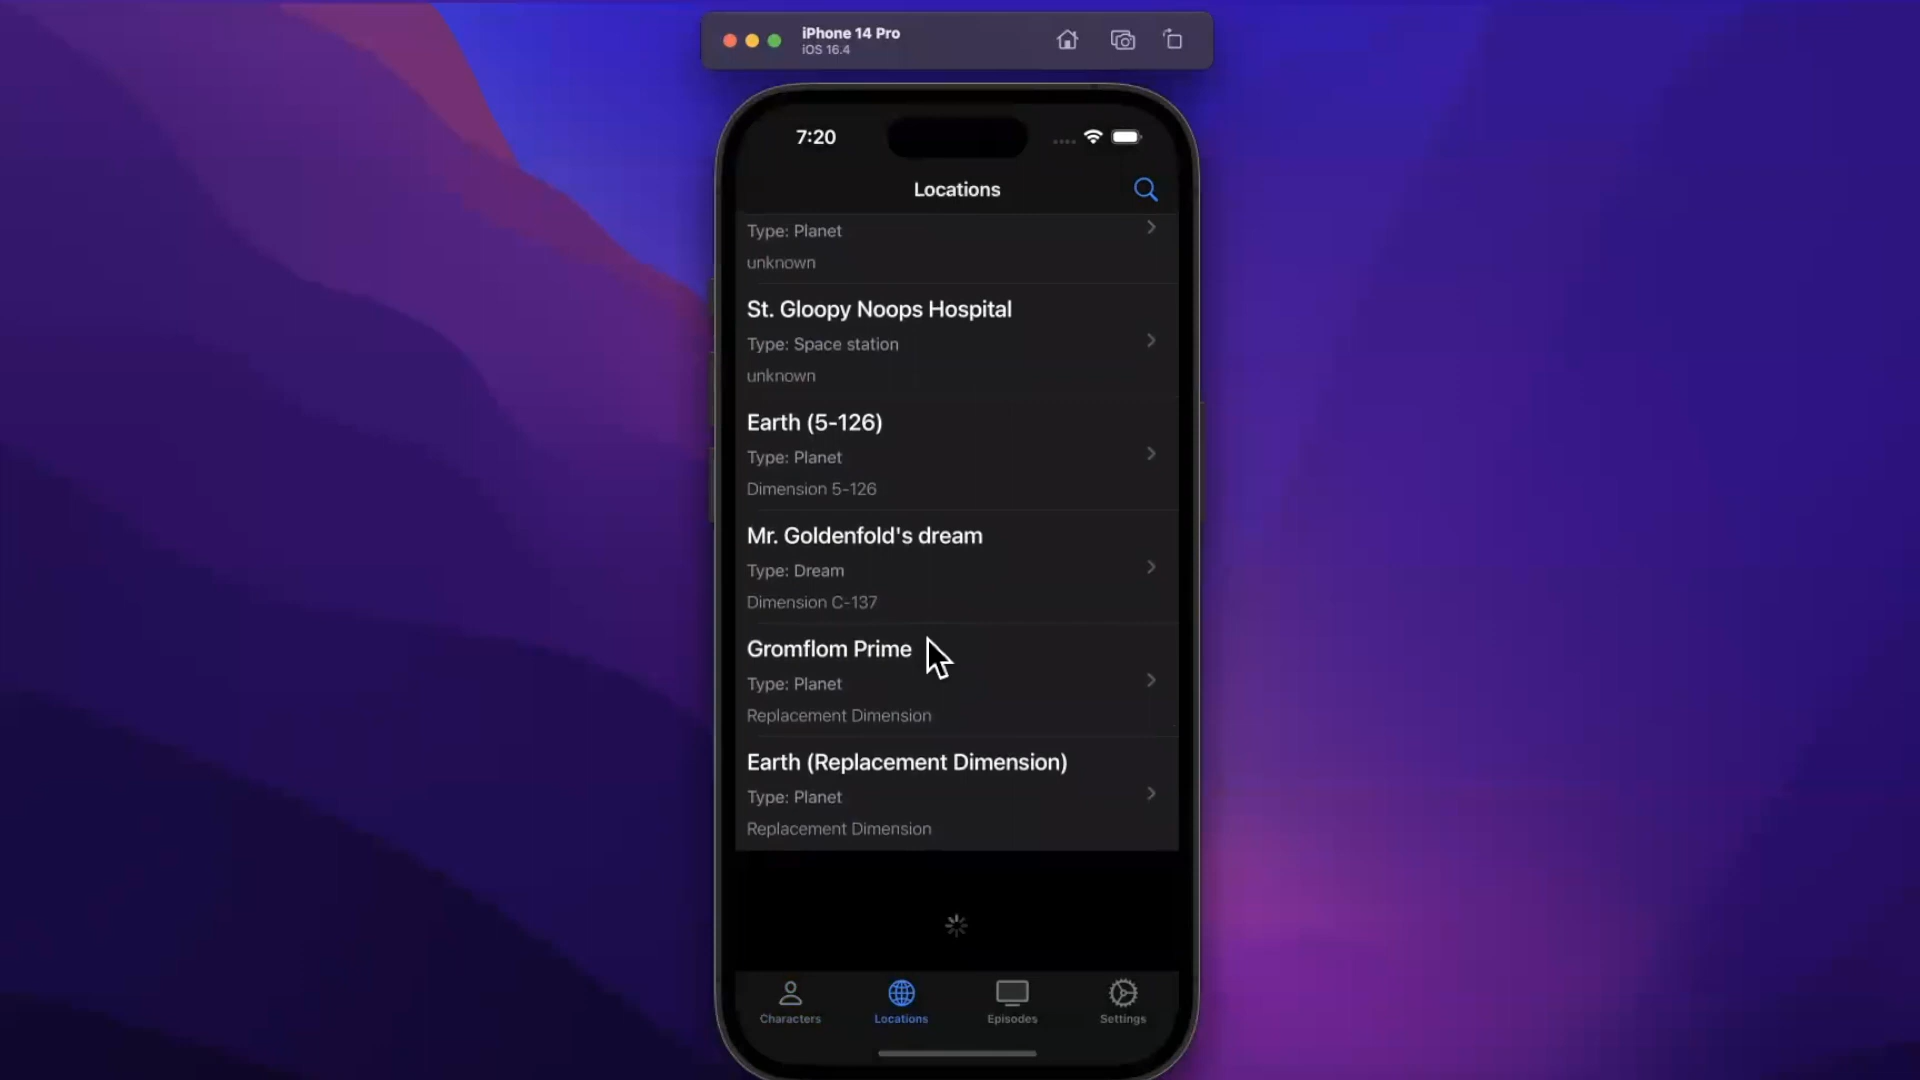 iPhone 14 Pro
iOS 16.4
7:20
Locations
Type: Planet
unknown
St. Gloopy Noops Hospital
Type: Space station
unknown
Earth (5-126)
Type: Planet
Dimension 5-126
Mr. Goldenfold's dream
Type: Dream
Dimension C-137
Gromflom Prime
Type: Planet
Replacement Dimension
Earth (Replacement Dimension)
Type: Planet
Replacement Dimension
Characters
Locations
Episodes
Settings